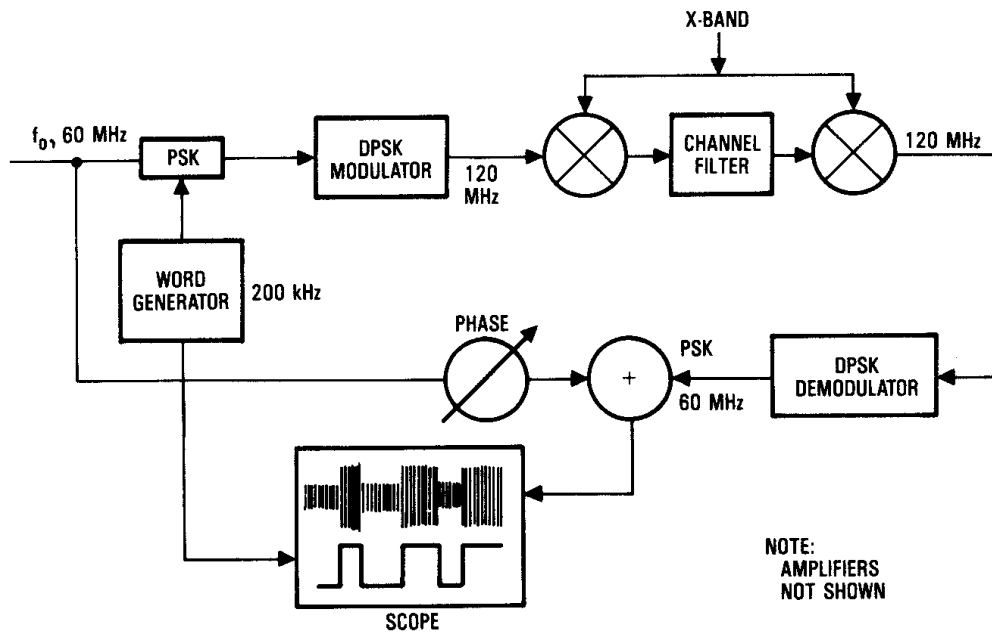 X-BAND
f₀, 60 MHz
PSK
DPSK
MODULATOR
120
MHz
CHANNEL
FILTER
120 MHz
WORD
GENERATOR
200 kHz
PHASE
+
PSK
60 MHz
DPSK
DEMODULATOR
SCOPE
NOTE:
AMPLIFIERS
NOT SHOWN